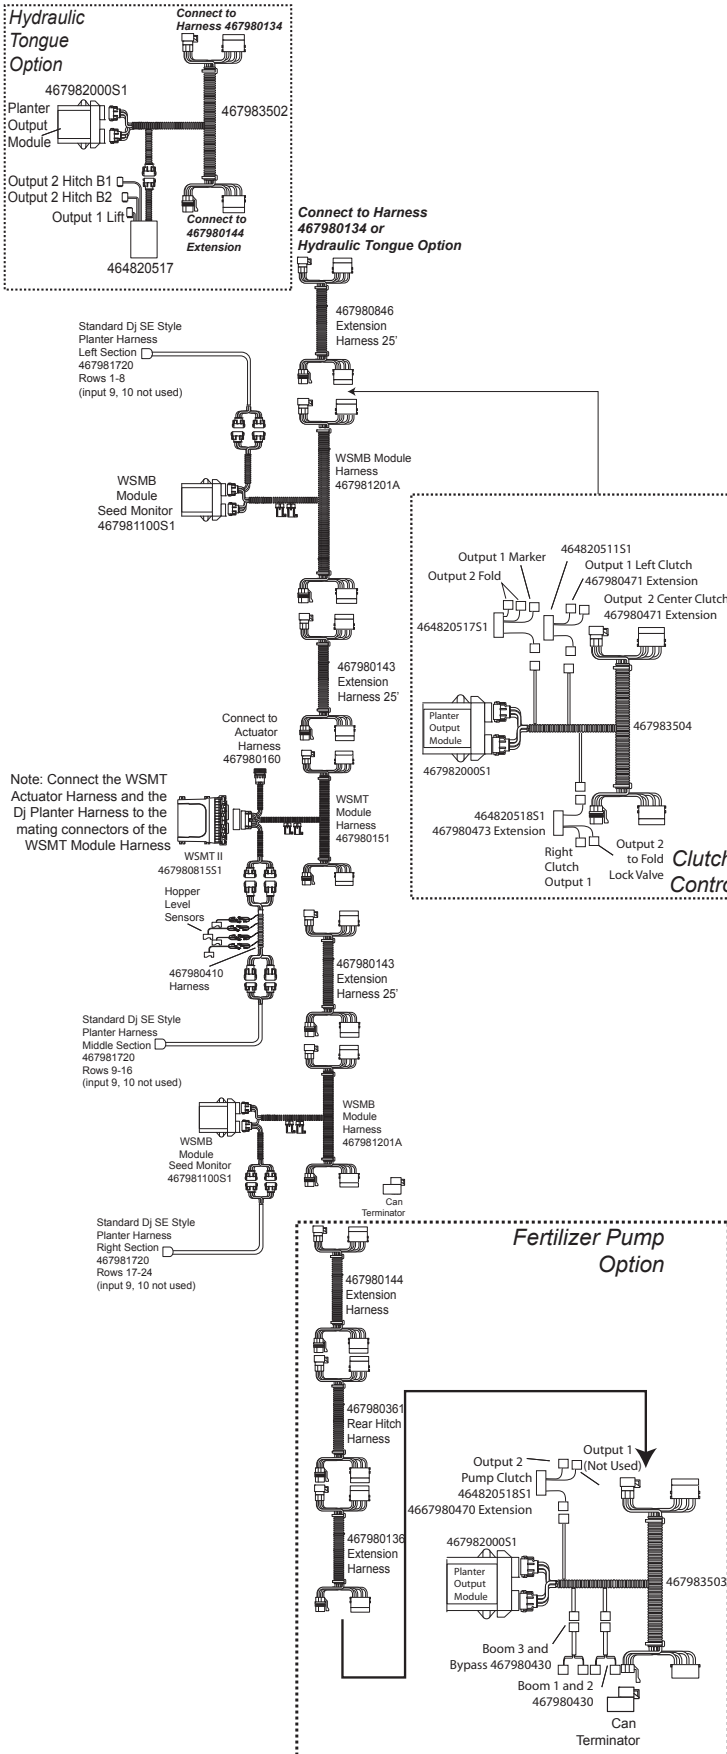 Hydraulic
Tongue
Option
Connect to
Harness 467980134
467982000S1
Planter
Output
Module
467983502
Output 2 Hitch B1
Output 2 Hitch B2
Output 1 Lift
464820517
Connect to
467980144
Extension
Connect to Harness
467980134 or
Hydraulic Tongue Option
467980846
Extension
Harness 25'
Standard Dj SE Style
Planter Harness
Left Section
467981720
Rows 1-8
(input 9, 10 not used)
WSMB Module
Harness
467981201A
WSMB
Module
Seed Monitor
467981100S1
Output 1 Marker
Output 2 Fold
464820511S1
Output 1 Left Clutch
467980471 Extension
Output 2 Center Clutch
467980471 Extension
464820517S1
Planter
Output
Module
467982000S1
467983504
464820518S1
467980473 Extension
Right
Clutch
Output 1
Output 2
to Fold
Lock Valve
Clutch
Contro
467980143
Extension
Harness 25'
Connect to
Actuator
Harness
467980160
Note: Connect the WSMT
Actuator Harness and the
Dj Planter Harness to the
mating connectors of the
WSMT Module Harness
WSMT
Module
Harness
467980151
WSMT II
467980815S1
Hopper
Level
Sensors
467980410
Harness
467980143
Extension
Harness 25'
Standard Dj SE Style
Planter Harness
Middle Section
467981720
Rows 9-16
(input 9, 10 not used)
WSMB
Module
Harness
467981201A
WSMB
Module
Seed Monitor
467981100S1
Can
Terminator
Standard Dj SE Style
Planter Harness
Right Section
467981720
Rows 17-24
(input 9, 10 not used)
Fertilizer Pump
Option
467980144
Extension
Harness
467980361
Rear Hitch
Harness
467980136
Extension
Harness
Output 2
Pump Clutch
464820518S1
4667980470 Extension
Output 1
(Not Used)
467982000S1
Planter
Output
Module
467983503
Boom 3 and
Bypass 467980430
Boom 1 and 2
467980430
Can
Terminator